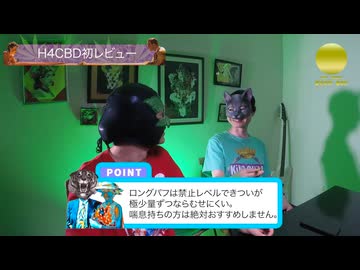 H4CBD初レビュー
POINT
ロングパフは禁止レベルできついが
極少量ずつならむせにくい。
喘息持ちの方は絶対おすすめしません。